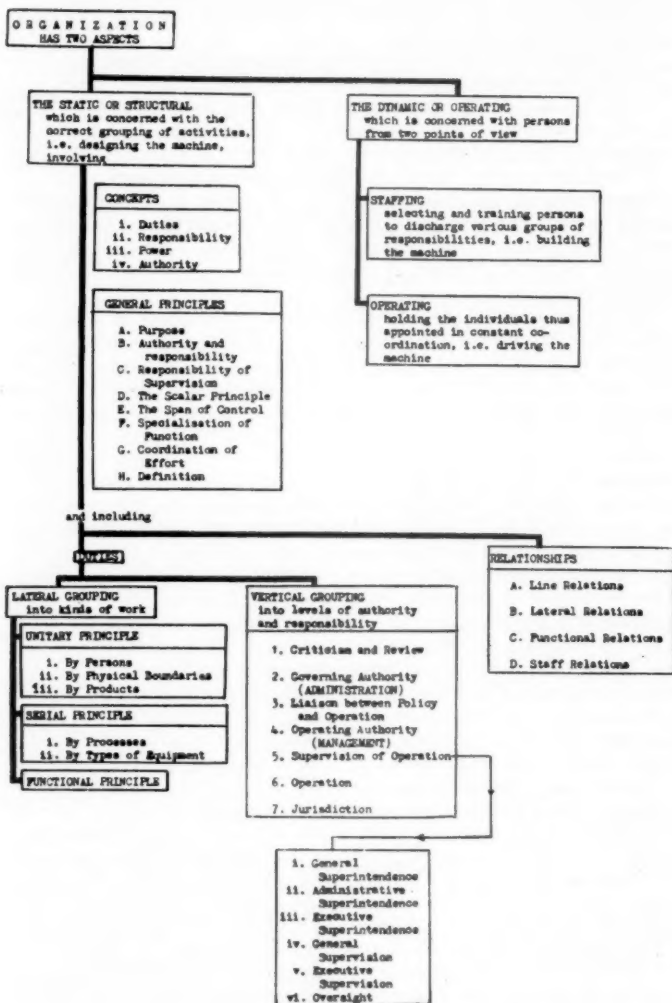 ORGANIZATION
HAS TWO ASPECTS
THE STATIC OR STRUCTURAL
which is concerned with the
correct grouping of activities,
i.e. designing the machine,
involving
THE DYNAMIC OR OPERATING
which is concerned with persons
from two points of view
CONCEPTS
i. Duties
ii. Responsibility
iii. Power
iv. Authority
STAFFING
selecting and training persons
to discharge various groups of
responsibilities, i.e. building
the machine
GENERAL PRINCIPLES
A. Purpose
B. Authority and
responsibility
C. Responsibility of
Supervision
D. The Scalar Principle
E. The Span of Control
F. Specialisation of
Function
G. Coordination of
Effort
H. Definition
OPERATING
holding the individuals thus
appointed in constant co-
ordination, i.e. driving the
machine
and including
DUTIES
LATERAL GROUPING
into kinds of work
UNITARY PRINCIPLE
i. By Persons
ii. By Physical Boundaries
iii. By Products
SERIAL PRINCIPLE
i. By Processes
ii. By Types of Equipment
FUNCTIONAL PRINCIPLE
VERTICAL GROUPING
into levels of authority
and responsibility
1. Criticism and Review
2. Governing Authority
(ADMINISTRATION)
3. Liaison between Policy
and Operation
4. Operating Authority
(MANAGEMENT)
5. Supervision of Operation
6. Operation
7. Jurisdiction
RELATIONSHIPS
A. Line Relations
B. Lateral Relations
C. Functional Relations
D. Staff Relations
i. General
Superintendence
ii. Administrative
Superintendence
iii. Executive
Superintendence
iv. General
Supervision
v. Executive
Supervision
vi. Oversight